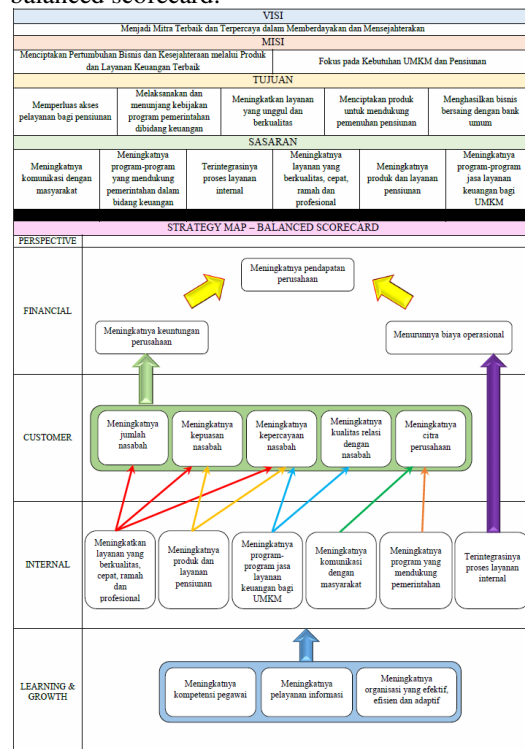 balanced scorecard.
VISI
Menjadi Mitra Terbaik dan Terpercaya dalam Memberdayakan dan Mensejahterakan
MISI
Menciptakan Pertumbuhan Bisnis dan Kesejahteraan melalui Produk
dan Layanan Keuangan Terbaik
Fokus pada Kebutuhan UMKM dan Pensiunan
TUJUAN
Memperluas akses
pelayanan bagi pensiunan
Melaksanakan dan
menunjang kebijakan
program pemerintahan
dibidang keuangan
Meningkatkan layanan
yang unggul dan
berkualitas
Menciptakan produk
untuk mendukung
pemenuhan pensiunan
Menghasilkan bisnis
bersaing dengan bank
umum
SASARAN
Meningkatnya
komunikasi dengan
masyarakat
Meningkatnya
program-program
yang mendukung
pemerintahan dalam
bidang keuangan
Terintegrasinya
proses layanan
internal
Meningkatnya
layanan yang
berkualitas, cepat,
ramah dan
profesional
Meningkatnya
produk dan layanan
pensiunan
Meningkatnya
program-program
jasa layanan
keuangan bagi
UMKM
STRATEGY MAP – BALANCED SCORECARD
PERSPECTIVE
FINANCIAL
Meningkatnya pendapatan
perusahaan
Meningkatnya keuntungan
perusahaan
Menurunnya biaya operasional
CUSTOMER
Meningkatnya
jumlah
nasabah
Meningkatnya
kepuasan
nasabah
Meningkatnya
kepercayaan
nasabah
Meningkatnya
kualitas relasi
dengan
nasabah
Meningkatnya
citra
perusahaan
INTERNAL
Meningkatkan
layanan yang
berkualitas,
cepat, ramah
dan
profesional
Meningkatnya
produk dan
layanan
pensiunan
Meningkatnya
program-
program jasa
layanan
keuangan bagi
UMKM
Meningkatnya
komunikasi
dengan
masyarakat
Meningkatnya
program yang
mendukung
pemerintahan
Terintegrasinya
proses layanan
internal
LEARNING &
GROWTH
Meningkatnya
kompetensi pegawai
Meningkatnya
pelayanan informasi
Meningkatnya
organisasi yang efektif,
efisien dan adaptif